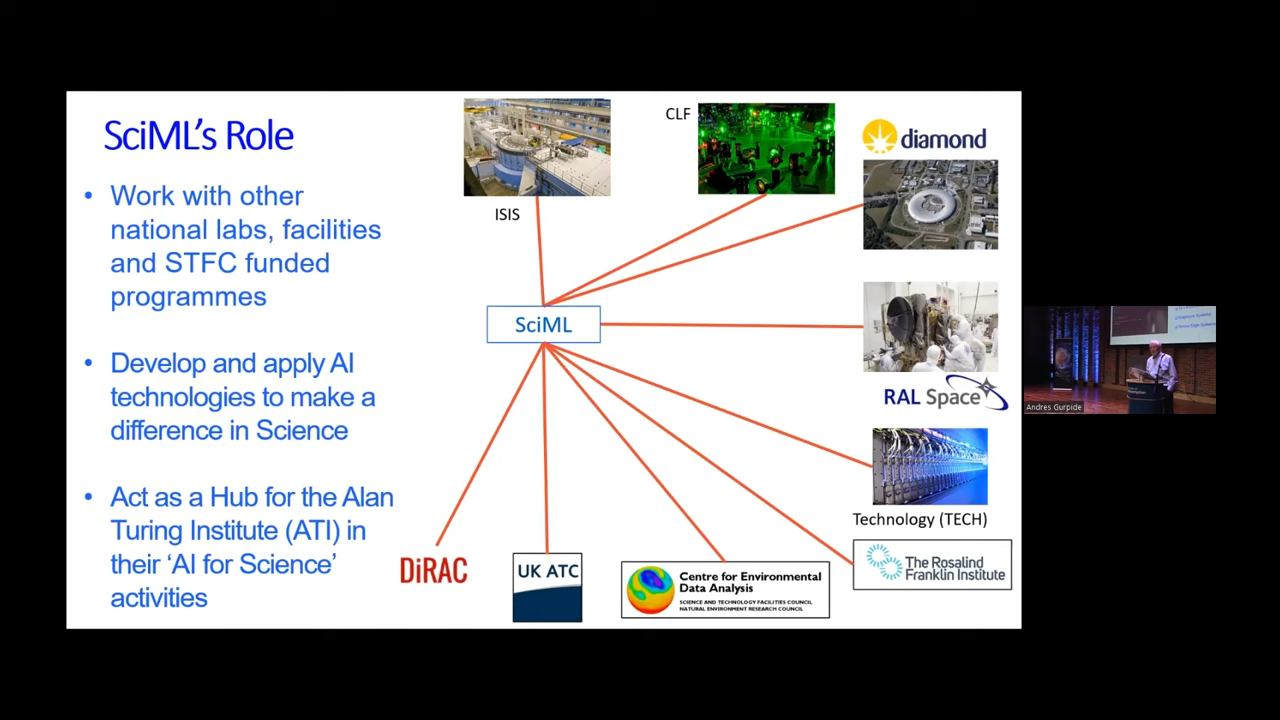 SciML's Role
• Work with other
national labs, facilities
and STFC funded
programmes
• Develop and apply AI
technologies to make a
difference in Science
• Act as a Hub for the Alan
Turing Institute (ATI) in
their 'AI for Science'
activities
ISIS
CLF
diamond
SciML
RAL Space
Technology (TECH)
The Rosalind
Franklin Institute
Centre for Environmental
Data Analysis
SCIENCE AND TECHNOLOGY FACILITIES COUNCIL
NATURAL ENVIRONMENT RESEARCH COUNCIL
UK ATC
DiRAC
Andres Gurpide